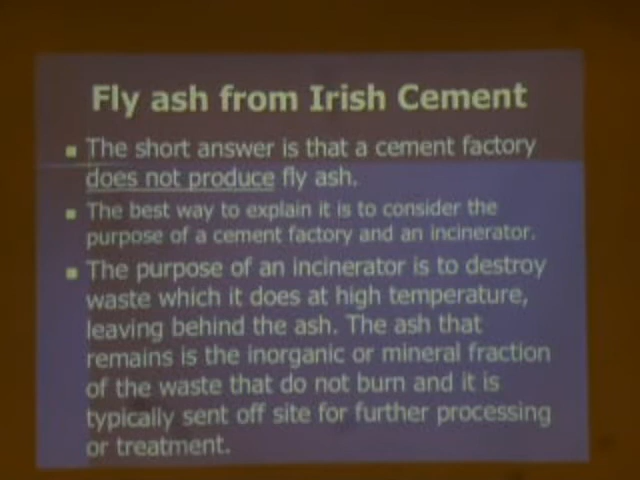 Fly ash from Irish Cement
The short answer is that a cement factory
does not produce fly ash.
The best way to explain it is to consider the
purpose of a cement factory and an incinerator.
The purpose of an incinerator is to destroy
waste which it does at high temperature,
leaving behind the ash. The ash that
remains is the inorganic or mineral fraction
of the waste that do not burn and it is
typically sent off site for further processing
or treatment.